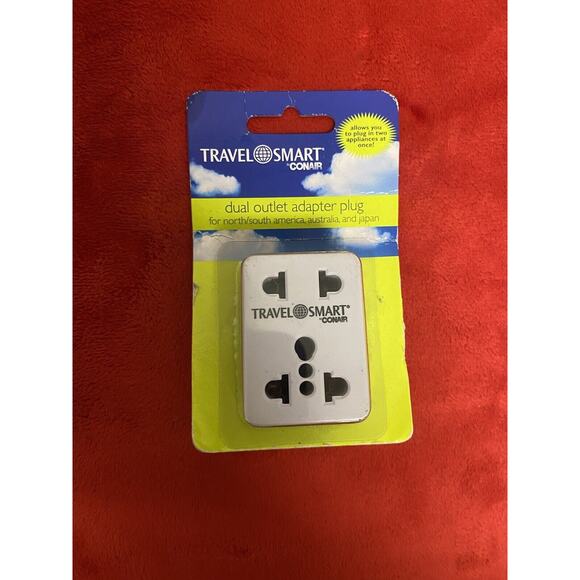 allows you
to plug in two
appliances at
once!
TRAVEL SMART®
BY CONAIR
dual outlet adapter plug
for north/south america, australia, and japan
TRAVEL SMART®
BY CONAIR